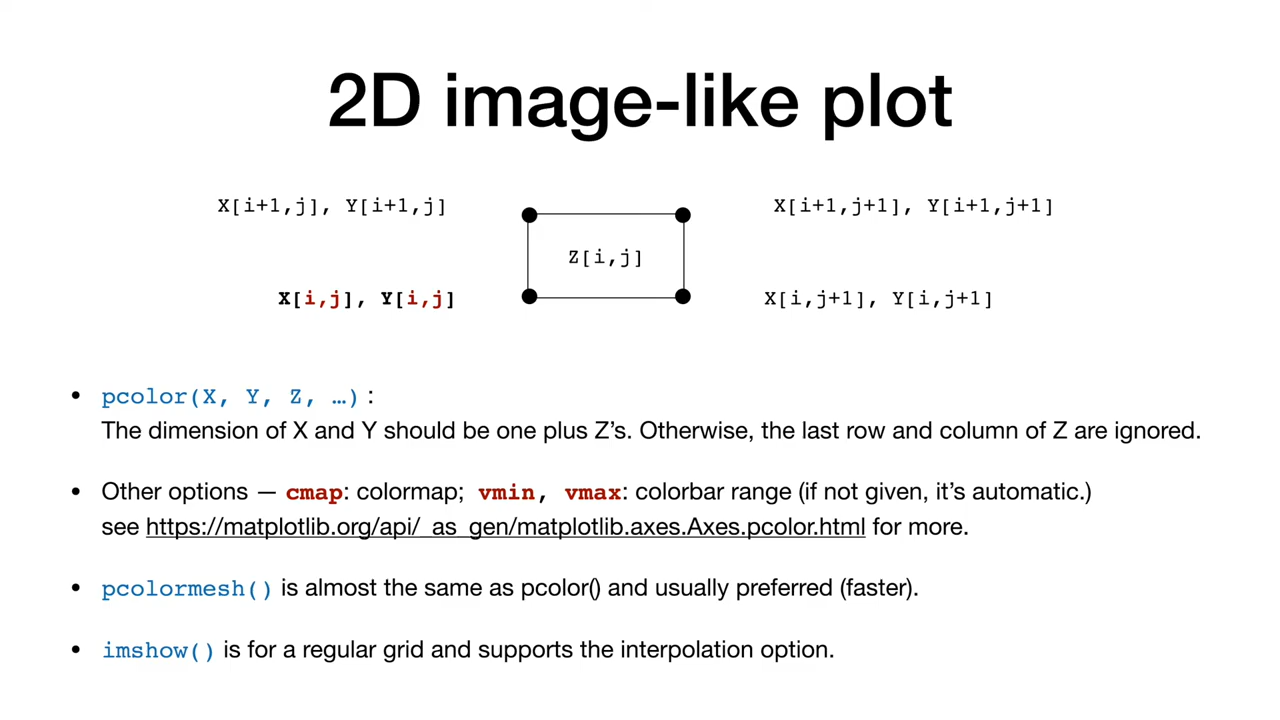 2D image-like plot
X[i+1,j], Y[i+1,j]
X[i+1,j+1], Y[i+1,j+1]
Z[i,j]
X[i,j], Y[i,j]
X[i,j+1], Y[i,j+1]
• pcolor(X, Y, Z, …) :
The dimension of X and Y should be one plus Z’s. Otherwise, the last row and column of Z are ignored.
• Other options — cmap: colormap; vmin, vmax: colorbar range (if not given, it’s automatic.)
see https://matplotlib.org/api/_as_gen/matplotlib.axes.Axes.pcolor.html for more.
• pcolormesh() is almost the same as pcolor() and usually preferred (faster).
• imshow() is for a regular grid and supports the interpolation option.